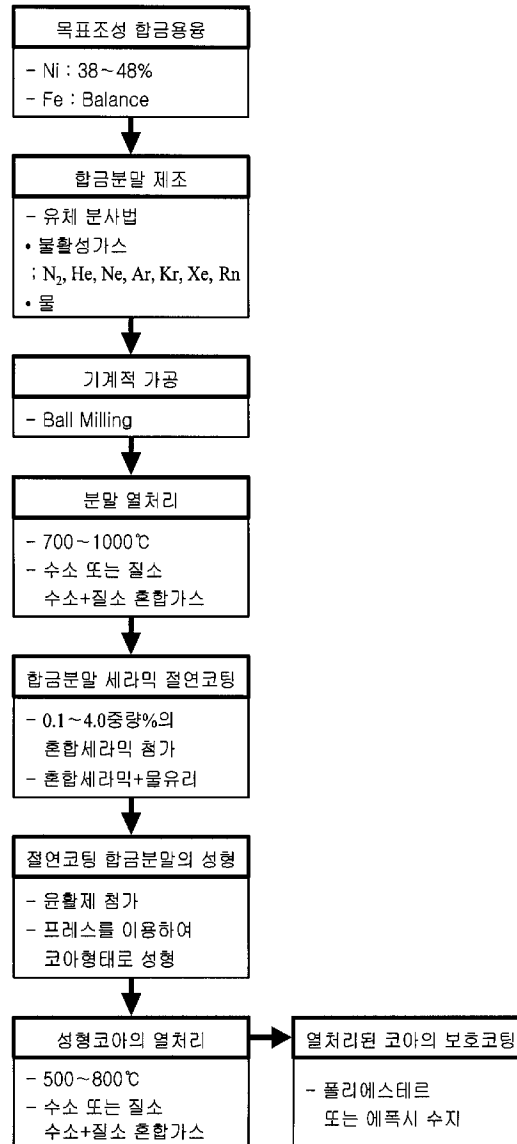 목표조성 합금용융
- Ni : 38~48%
- Fe : Balance
합금분말 제조
- 유체 분사법
• 불활성가스
; N₂, He, Ne, Ar, Kr, Xe, Rn
• 물
기계적 가공
- Ball Milling
분말 열처리
- 700~1000℃
- 수소 또는 질소
수소+질소 혼합가스
합금분말 세라믹 절연코팅
- 0.1~4.0중량%의
혼합세라믹 첨가
- 혼합세라믹+물유리
절연코팅 합금분말의 성형
- 윤활제 첨가
- 프레스를 이용하여
코아형태로 성형
성형코아의 열처리
- 500~800℃
- 수소 또는 질소
수소+질소 혼합가스
열처리된 코아의 보호코팅
- 폴리에스테르
또는 에폭시 수지